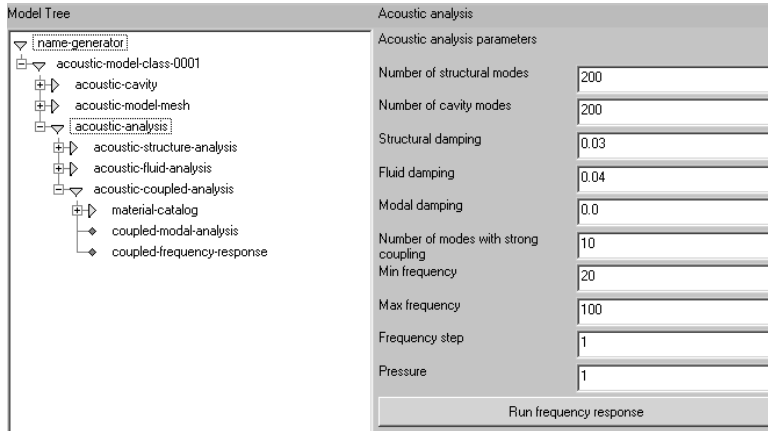 Model Tree
name-generator
acoustic-model-class-0001
acoustic-cavity
acoustic-model-mesh
acoustic-analysis
acoustic-structure-analysis
acoustic-fluid-analysis
acoustic-coupled-analysis
material-catalog
coupled-modal-analysis
coupled-frequency-response
Acoustic analysis
Acoustic analysis parameters
Number of structural modes 200
Number of cavity modes 200
Structural damping 0.03
Fluid damping 0.04
Modal damping 0.0
Number of modes with strong 10
coupling
Min frequency 20
Max frequency 100
Frequency step 1
Pressure 1
Run frequency response